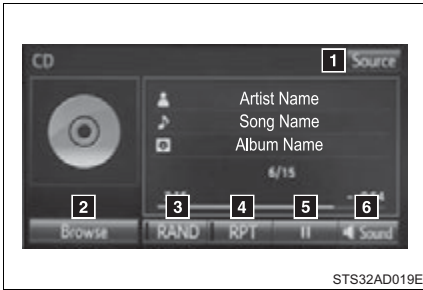 CD
1 Source
Artist Name
Song Name
Album Name
6/15
2 3 4 5 6
Browse RAND RPT Sound
STS32AD019E